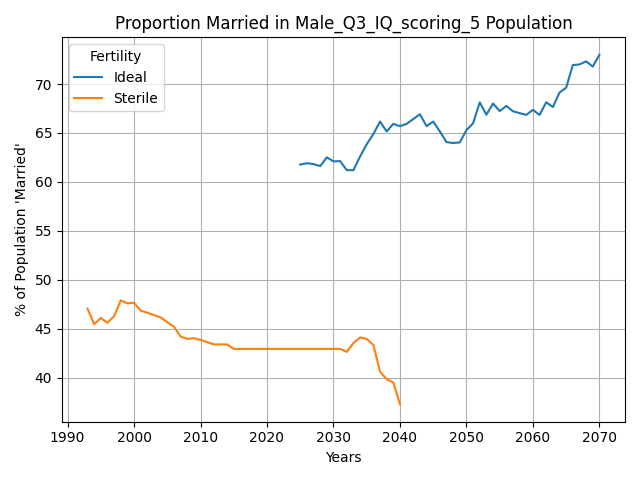 Proportion Married in Male_Q3_IQ_scoring_5 Population
Fertility
Ideal
Sterile
% of Population 'Married'
70
65
60
55
50
45
40
1990 2000 2010 2020 2030 2040 2050 2060 2070
Years